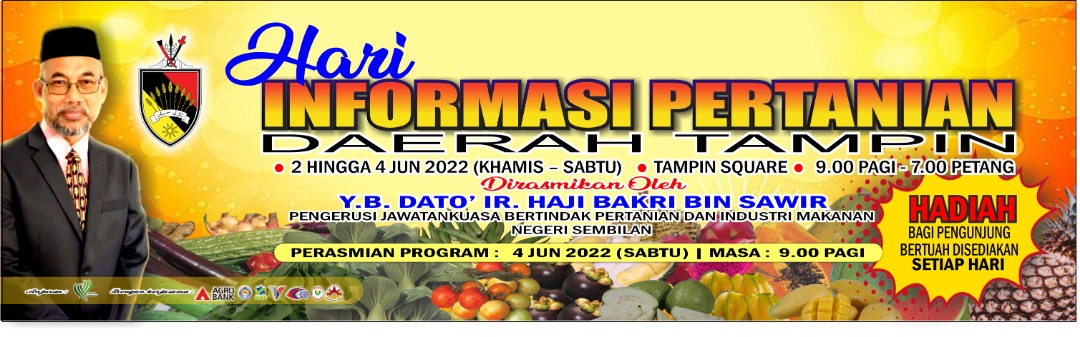 Hari
INFORMASI PERTANIAN
DAERAH TAMPIN
• 2 HINGGA 4 JUN 2022 (KHAMIS – SABTU) • TAMPIN SQUARE • 9.00 PAGI - 7.00 PETANG
Dirasmikan Oleh
Y.B. DATO’ IR. HAJI BAKRI BIN SAWIR
PENGERUSI JAWATANKUASA BERTINDAK PERTANIAN DAN INDUSTRI MAKANAN
NEGERI SEMBILAN
PERASMIAN PROGRAM : 4 JUN 2022 (SABTU) | MASA : 9.00 PAGI
HADIAH
BAGI PENGUNJUNG
BERTUAH DISEDIAKAN
SETIAP HARI
Anjuran :
Dengan kerjasama :
AGRO
BANK